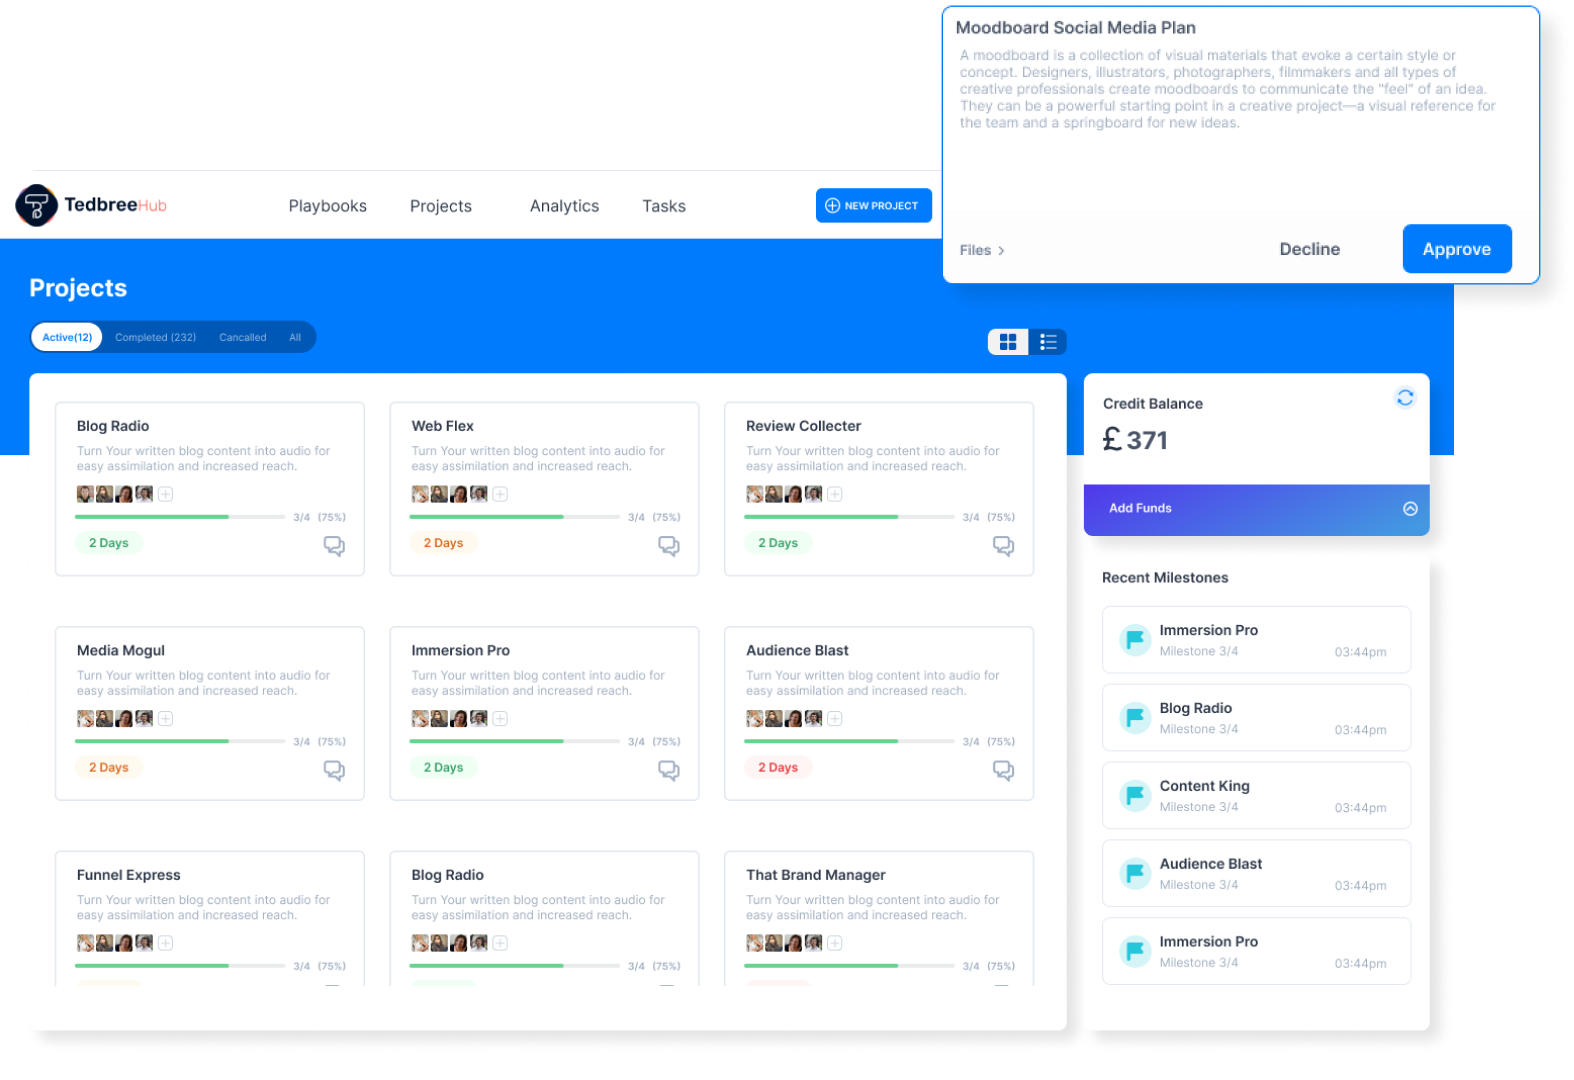 Moodboard Social Media Plan
A moodboard is a collection of visual materials that evoke a certain style or
concept. Designers, illustrators, photographers, filmmakers and all types of
creative professionals create moodboards to communicate the "feel" of an idea.
They can be a powerful starting point in a creative project—a visual reference for
the team and a springboard for new ideas.
Files >
Decline
Approve
TedbreeHub
Playbooks
Projects
Analytics
Tasks
NEW PROJECT
Projects
Active(12)
Completed (232)
Cancalled
All
Blog Radio
Turn Your written blog content into audio for
easy assimilation and increased reach.
3/4 (75%)
2 Days
Web Flex
Turn Your written blog content into audio for
easy assimilation and increased reach.
3/4 (75%)
2 Days
Review Collecter
Turn Your written blog content into audio for
easy assimilation and increased reach.
3/4 (75%)
2 Days
Media Mogul
Turn Your written blog content into audio for
easy assimilation and increased reach.
3/4 (75%)
2 Days
Immersion Pro
Turn Your written blog content into audio for
easy assimilation and increased reach.
3/4 (75%)
2 Days
Audience Blast
Turn Your written blog content into audio for
easy assimilation and increased reach.
3/4 (75%)
2 Days
Funnel Express
Turn Your written blog content into audio for
easy assimilation and increased reach.
3/4 (75%)
Blog Radio
Turn Your written blog content into audio for
easy assimilation and increased reach.
3/4 (75%)
That Brand Manager
Turn Your written blog content into audio for
easy assimilation and increased reach.
3/4 (75%)
Credit Balance
£ 371
Add Funds
Recent Milestones
Immersion Pro
Milestone 3/4
03:44pm
Blog Radio
Milestone 3/4
03:44pm
Content King
Milestone 3/4
03:44pm
Audience Blast
Milestone 3/4
03:44pm
Immersion Pro
Milestone 3/4
03:44pm